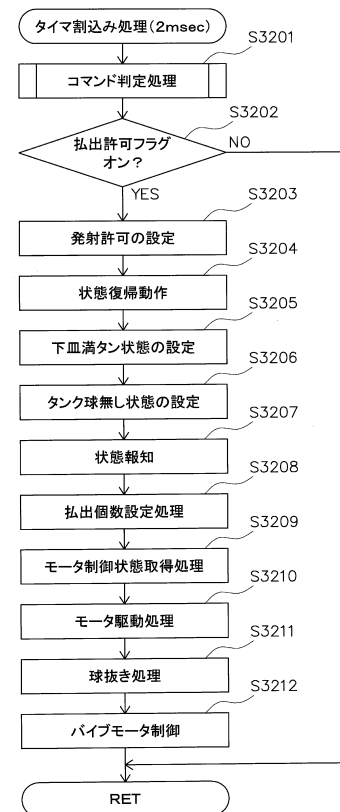 タイマ割込み処理(2msec)
S3201
コマンド判定処理
S3202
払出許可フラグ
オン?
NO
YES
S3203
発射許可の設定
S3204
状態復帰動作
S3205
下皿満タン状態の設定
S3206
タンク球無し状態の設定
S3207
状態報知
S3208
払出個数設定処理
S3209
モータ制御状態取得処理
S3210
モータ駆動処理
S3211
球抜き処理
S3212
バイブモータ制御
RET